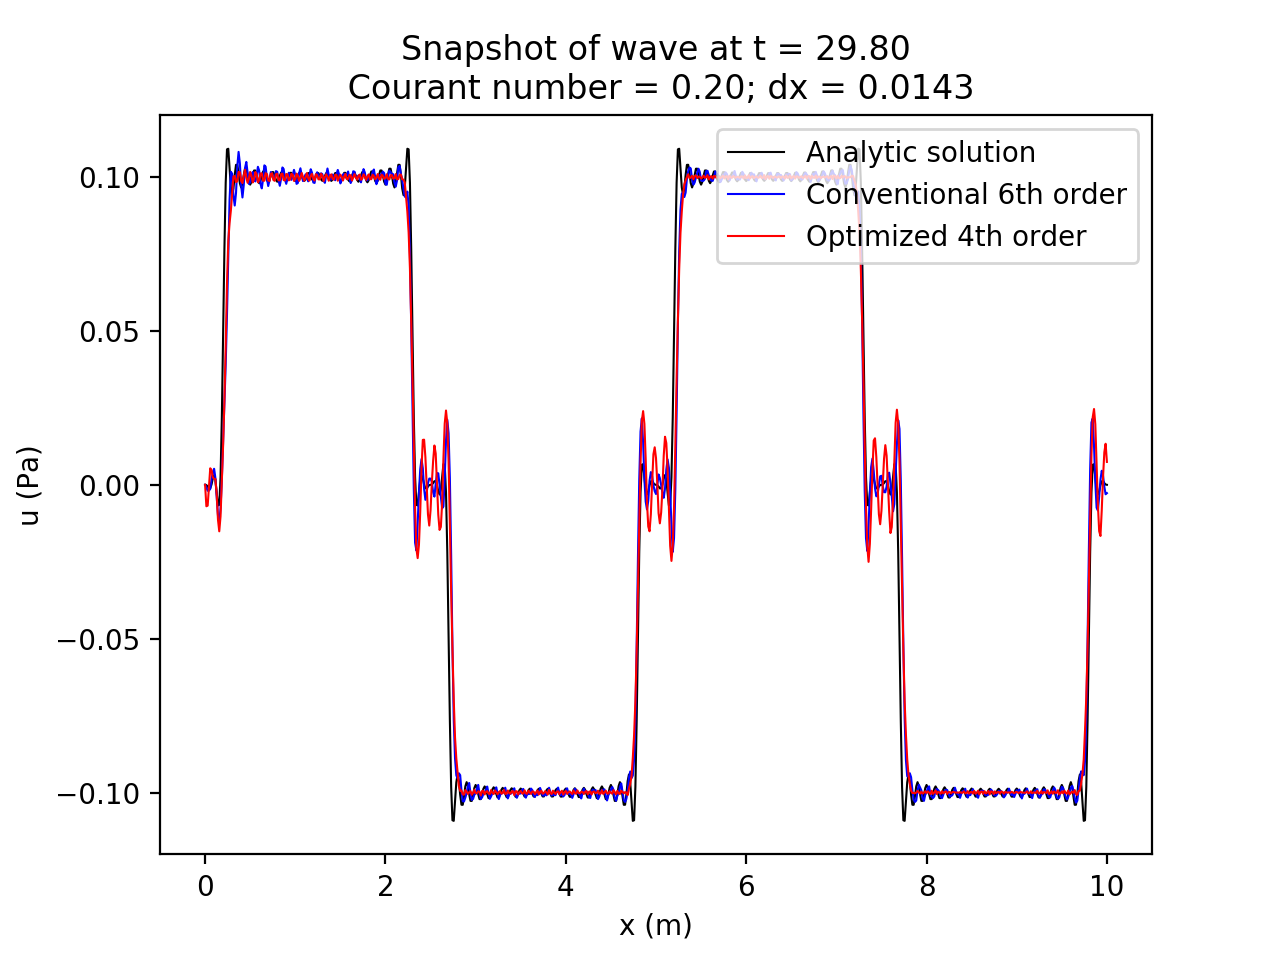 Snapshot of wave at t = 29.80
Courant number = 0.20; dx = 0.0143
Analytic solution
Conventional 6th order
Optimized 4th order
0.10
0.05
0.00
−0.05
−0.10
u (Pa)
0 2 4 6 8 10
x (m)